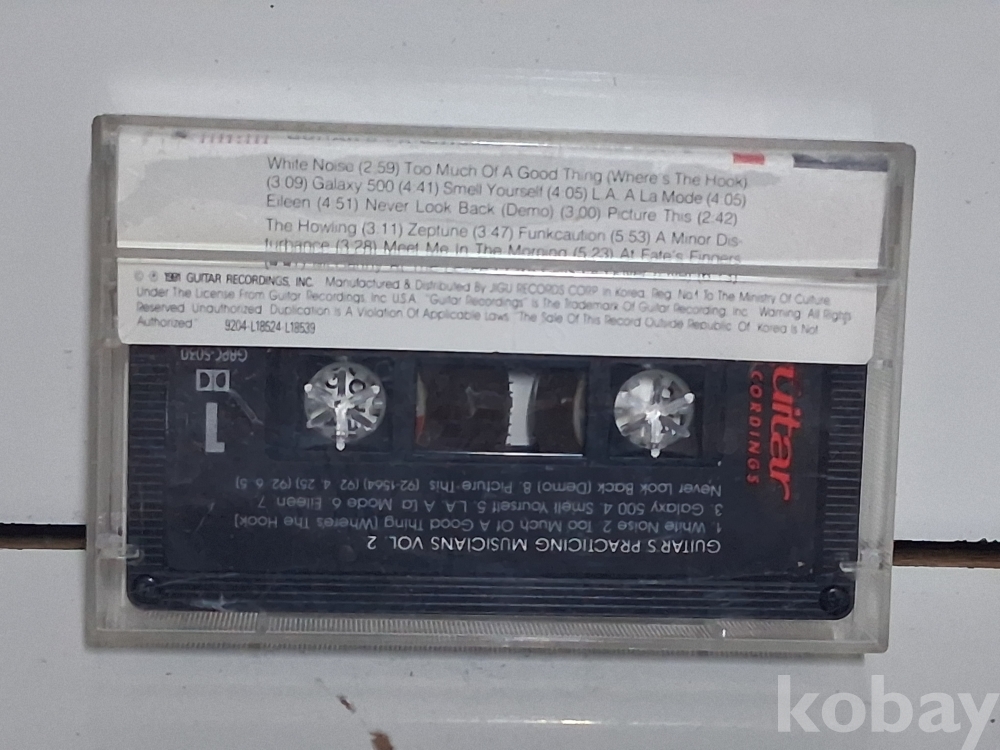 White Noise (2:59) Too Much Of A Good Thing (Where's The Hook)
(3:09) Galaxy 500 (4:41) Smell Yourself (4:05) L.A. A La Mode (4:05)
Eileen (4:51) Never Look Back (Demo) (3:00) Picture This (2:42)
The Howling (3:11) Zeptune (3:47) Funkcaution (5:53) A Minor Dis-
turbance (3:28) Meet Me In The Morning (5:23) At Fate's Fingers
© ℗ 1991 GUITAR RECORDINGS, INC. Manufactured & Distributed By JIGU RECORDS CORP. In Korea. Reg. No.1 To The Ministry Of Culture
Under The License From Guitar Recordings, Inc. U.S.A. "Guitar Recordings" Is The Trademark Of Guitar Recording, Inc. Warning. All Rights
Reserved. Unauthorized Duplication Is A Violation Of Applicable Laws "The Sale Of This Record Outside Republic Of Korea Is Not
Authorized" 9204-L18524-L18539
GUITAR'S PRACTICING MUSICIANS VOL. 2
1. White Noise 2. Too Much Of A Good Thing (Where's The Hook)
3. Galaxy 500 4. Smell Yourself 5. L.A. A La Mode 6. Eileen 7.
Never Look Back (Demo) 8. Picture This (92-1564) (92. 4. 25) (92. 6. 5)
uitar
CORDINGS
1
GRPC-5030
kobay